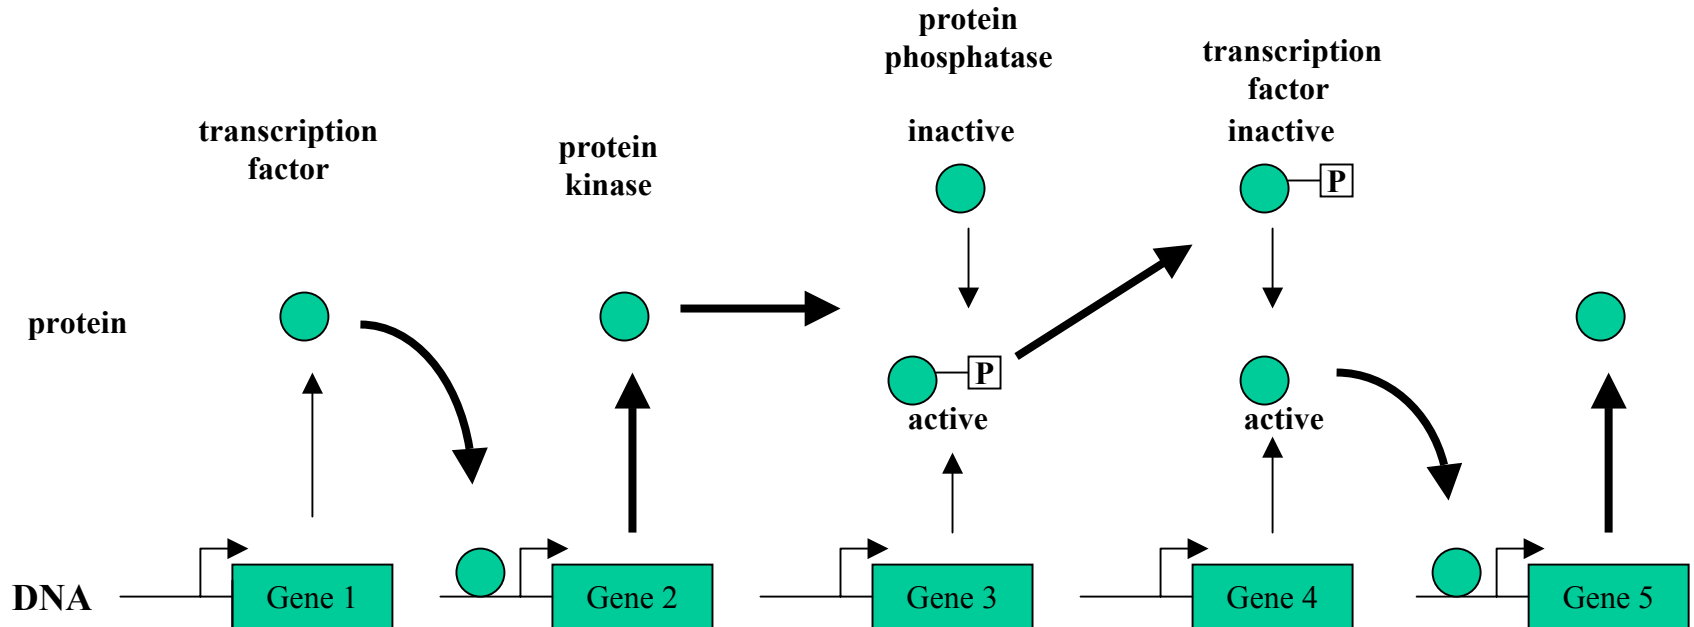 protein
phosphatase
transcription
factor
inactive
inactive
transcription
factor
protein
kinase
P
protein
P
active
active
DNA
Gene 1
Gene 2
Gene 3
Gene 4
Gene 5